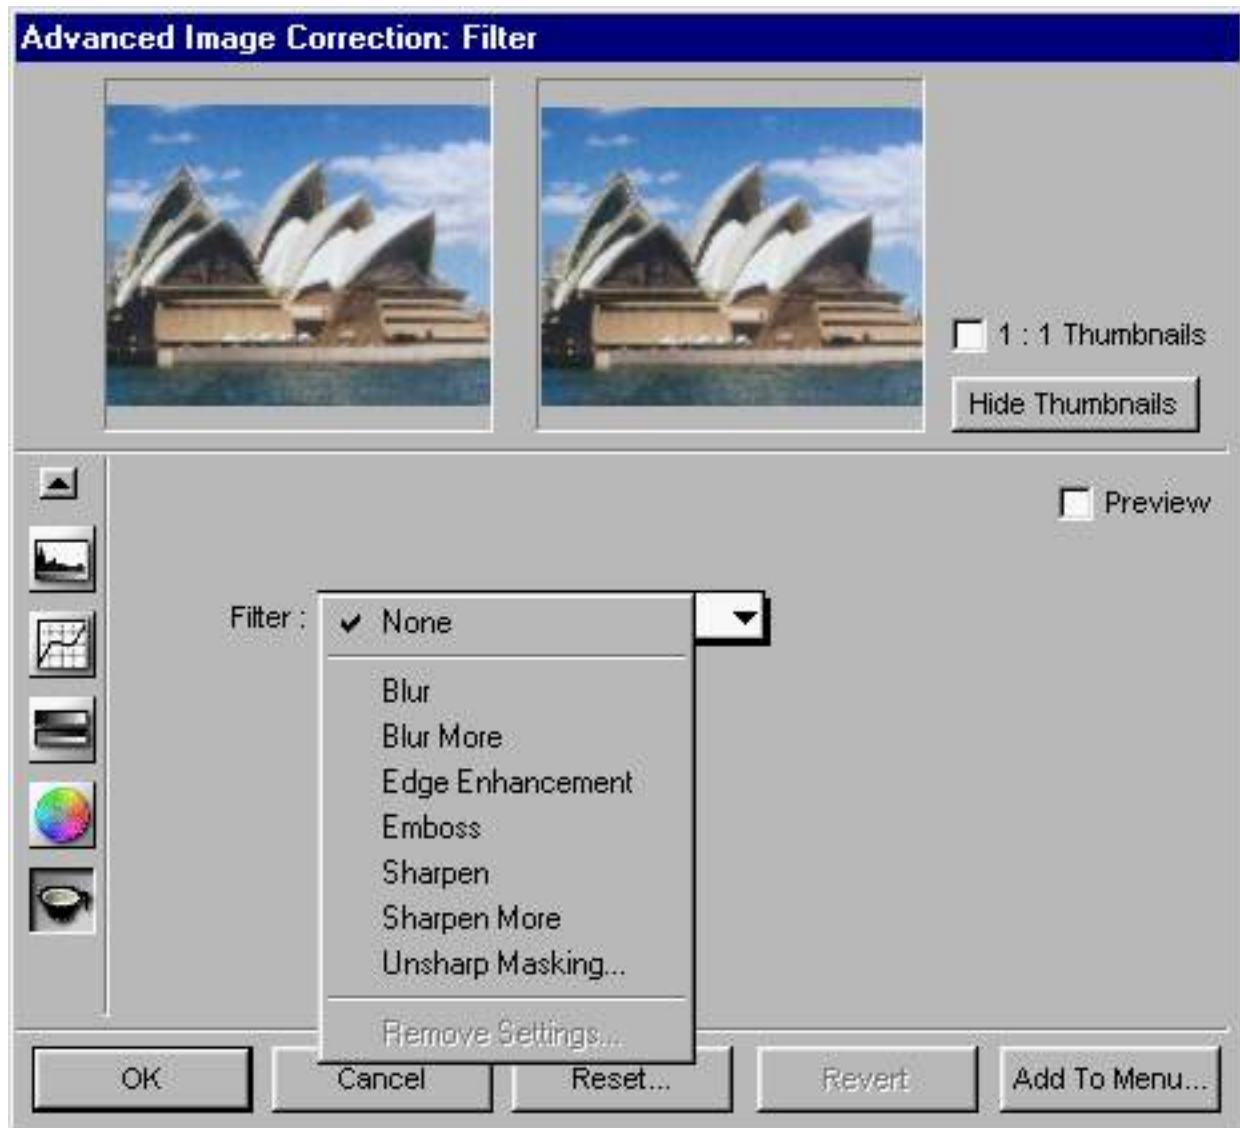 Advanced Image Correction: Filter
1 : 1 Thumbnails
Hide Thumbnails
Preview
Filter :
None
Blur
Blur More
Edge Enhancement
Emboss
Sharpen
Sharpen More
Unsharp Masking...
Remove Settings...
OK
Cancel
Reset...
Revert
Add To Menu...